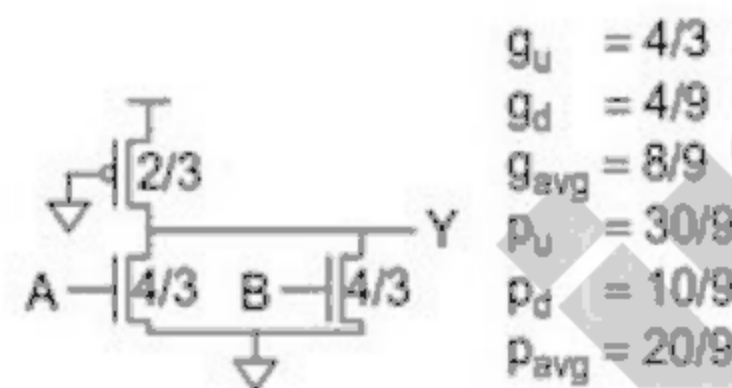 2/3
Y
A
4/3
B
4/3
g_u = 4/3
g_d = 4/9
g_avg = 8/9
p_u = 30/9
p_d = 10/9
p_avg = 20/9